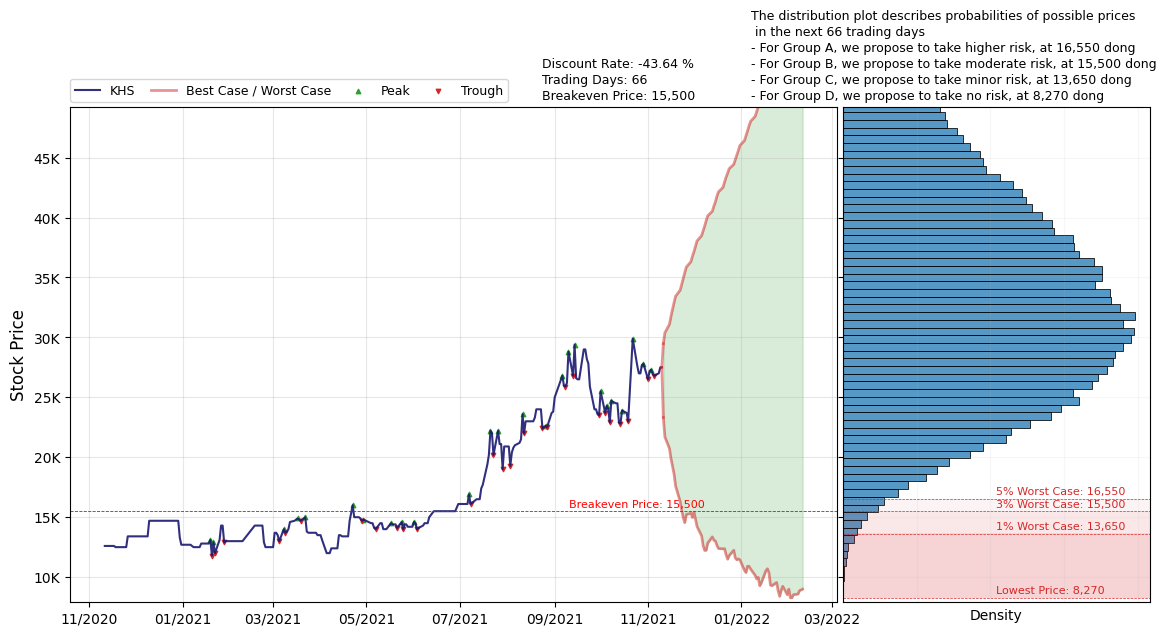 The distribution plot describes probabilities of possible prices
in the next 66 trading days
- For Group A, we propose to take higher risk, at 16,550 dong
- For Group B, we propose to take moderate risk, at 15,500 dong
- For Group C, we propose to take minor risk, at 13,650 dong
- For Group D, we propose to take no risk, at 8,270 dong
Discount Rate: -43.64 %
Trading Days: 66
Breakeven Price: 15,500
KHS
Best Case / Worst Case
Peak
Trough
Stock Price
45K
40K
35K
30K
25K
20K
15K
10K
Breakeven Price: 15,500
11/2020
01/2021
03/2021
05/2021
07/2021
09/2021
11/2021
01/2022
03/2022
5% Worst Case: 16,550
3% Worst Case: 15,500
1% Worst Case: 13,650
Lowest Price: 8,270
Density